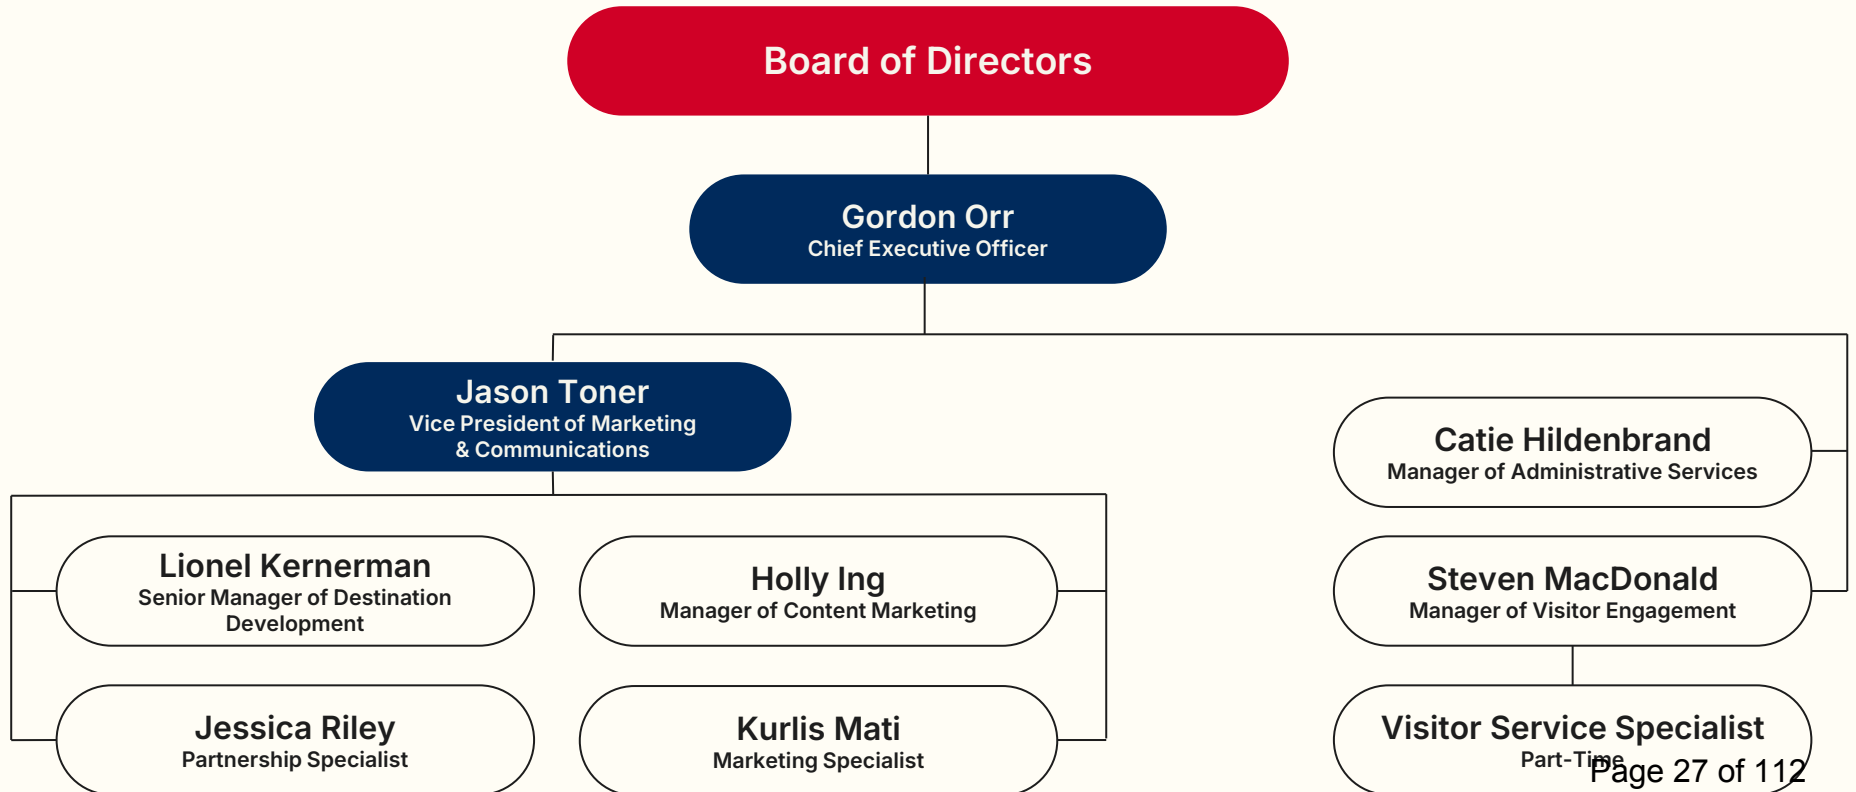 Board of Directors
Gordon Orr
Chief Executive Officer
Jason Toner
Vice President of Marketing
& Communications
Catie Hildenbrand
Manager of Administrative Services
Lionel Kernerman
Senior Manager of Destination
Development
Holly Ing
Manager of Content Marketing
Steven MacDonald
Manager of Visitor Engagement
Jessica Riley
Partnership Specialist
Kurlis Mati
Marketing Specialist
Visitor Service Specialist
Part-Time
Page 27 of 112